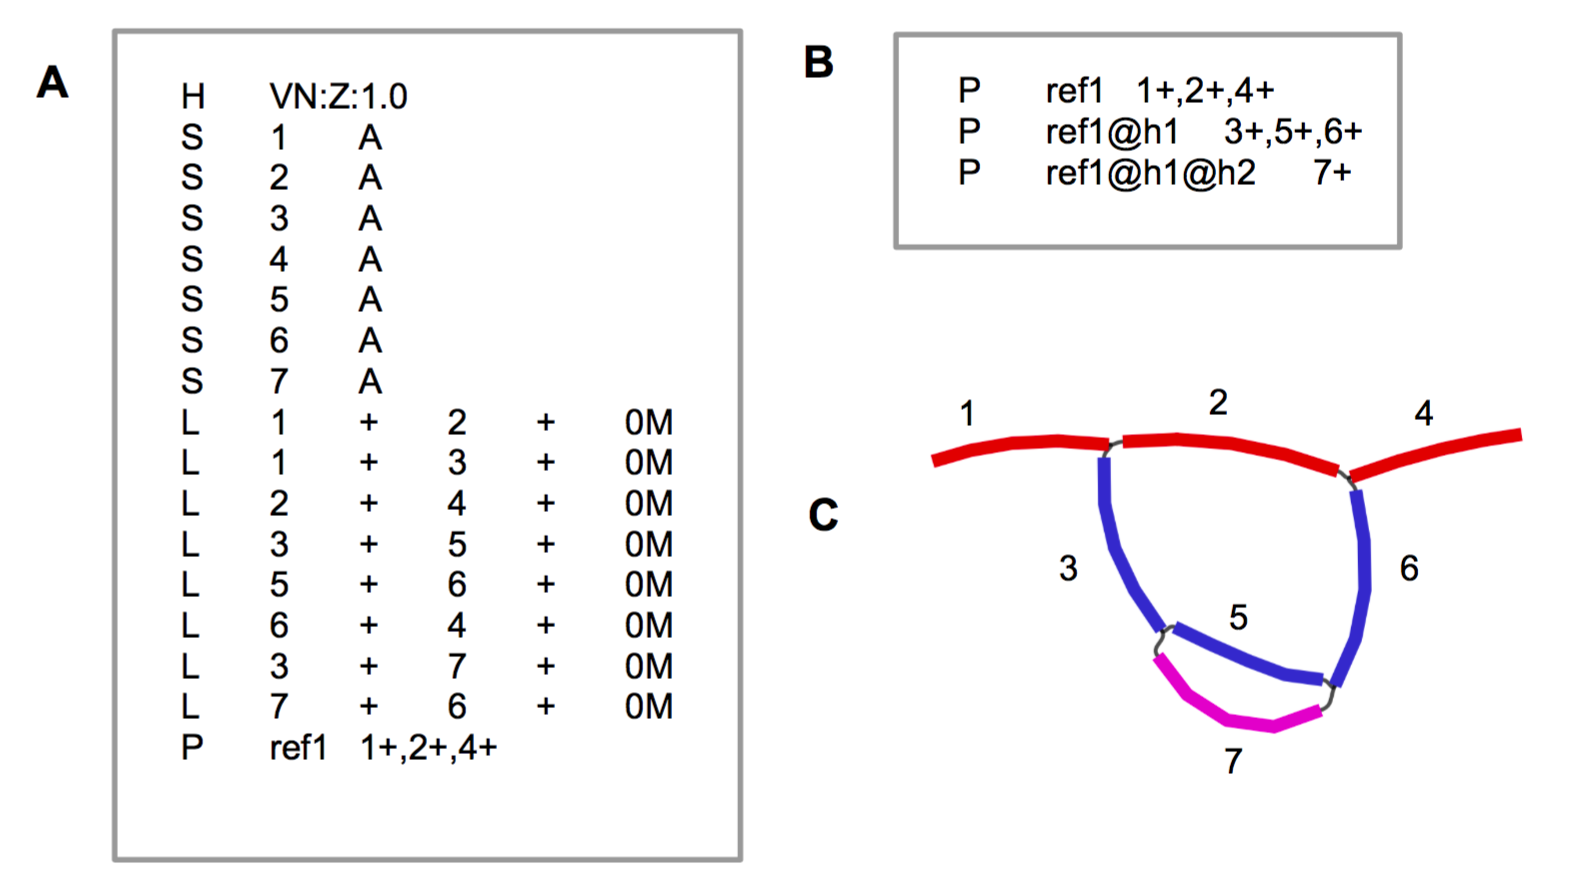 A
H VN:Z:1.0
S 1 A
S 2 A
S 3 A
S 4 A
S 5 A
S 6 A
S 7 A
L 1 + 2 + 0M
L 1 + 3 + 0M
L 2 + 4 + 0M
L 3 + 5 + 0M
L 5 + 6 + 0M
L 6 + 4 + 0M
L 3 + 7 + 0M
L 7 + 6 + 0M
P ref1 1+,2+,4+
B
P ref1 1+,2+,4+
P ref1@h1 3+,5+,6+
P ref1@h1@h2 7+
C
1
2
4
3
5
6
7